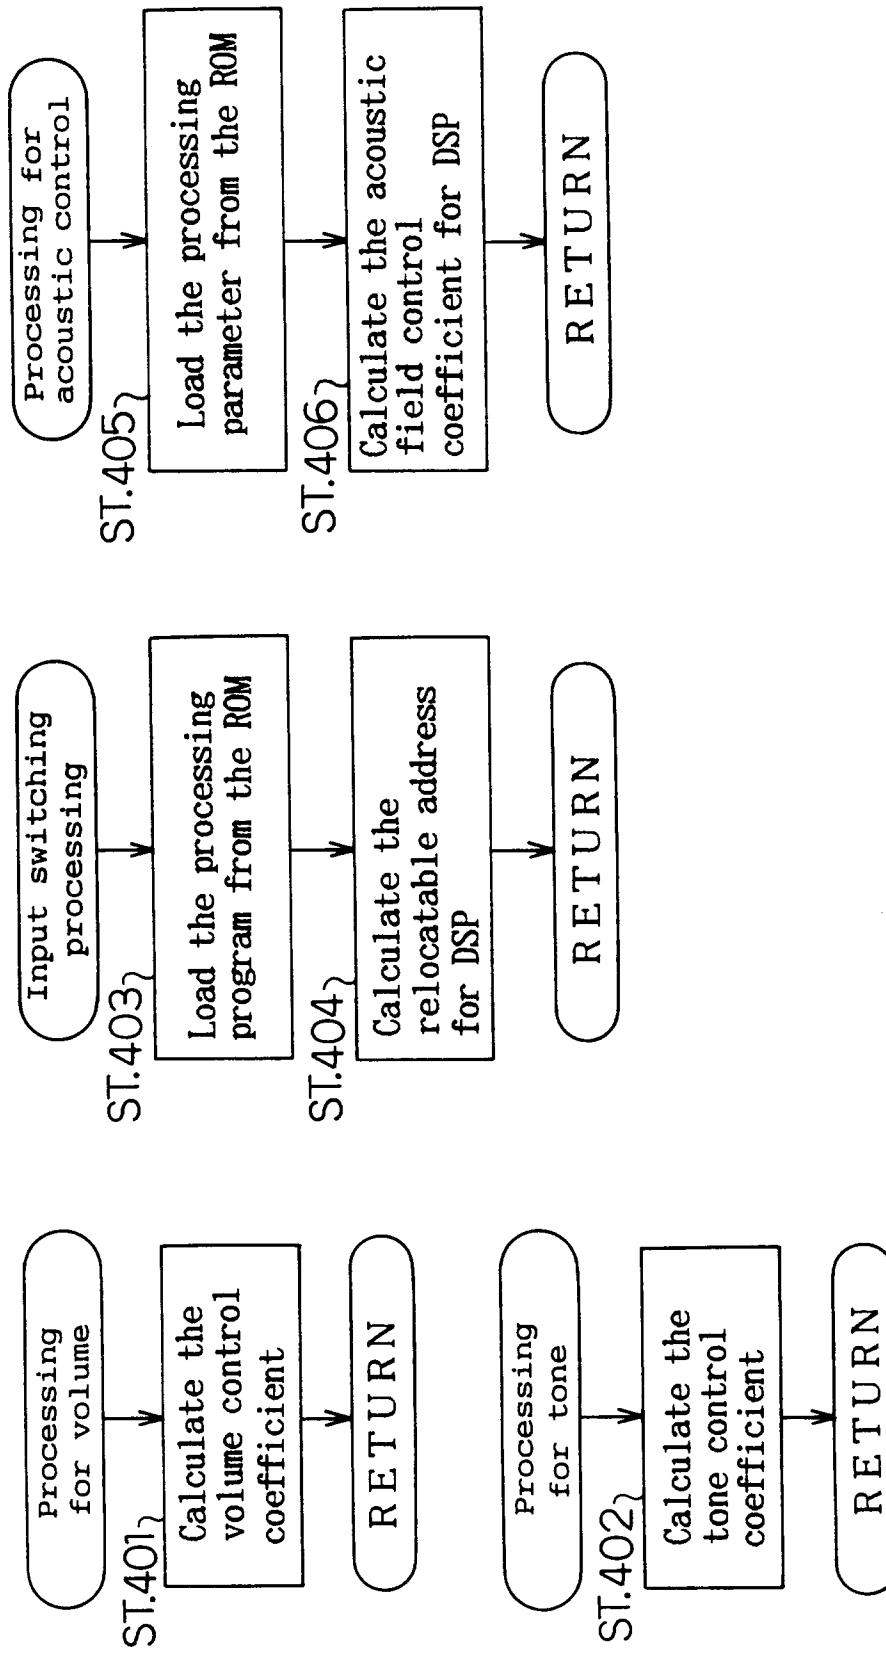 Processing
for volume
ST.401
Calculate the
volume control
coefficient
RETURN
Processing
for tone
ST.402
Calculate the
tone control
coefficient
RETURN
Input switching
processing
ST.403
Load the processing
program from the ROM
ST.404
Calculate the
relocatable address
for DSP
RETURN
Processing for
acoustic control
ST.405
Load the processing
parameter from the ROM
ST.406
Calculate the acoustic
field control
coefficient for DSP
RETURN